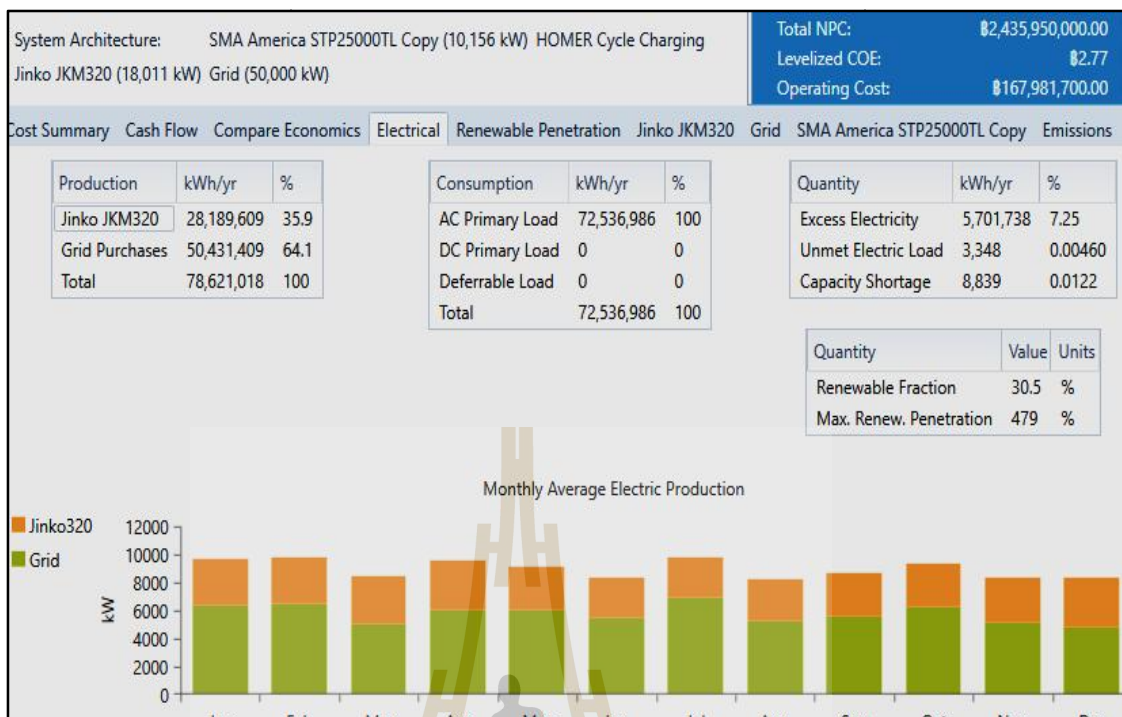 System Architecture: SMA America STP25000TL Copy (10,156 kW) HOMER Cycle Charging
Jinko JKM320 (18,011 kW) Grid (50,000 kW)
Total NPC: ฿2,435,950,000.00
Levelized COE: ฿2.77
Operating Cost: ฿167,981,700.00
Cost Summary Cash Flow Compare Economics Electrical Renewable Penetration Jinko JKM320 Grid SMA America STP25000TL Copy Emissions
Production kWh/yr %
Jinko JKM320 28,189,609 35.9
Grid Purchases 50,431,409 64.1
Total 78,621,018 100
Consumption kWh/yr %
AC Primary Load 72,536,986 100
DC Primary Load 0 0
Deferrable Load 0 0
Total 72,536,986 100
Quantity kWh/yr %
Excess Electricity 5,701,738 7.25
Unmet Electric Load 3,348 0.00460
Capacity Shortage 8,839 0.0122
Quantity Value Units
Renewable Fraction 30.5 %
Max. Renew. Penetration 479 %
Monthly Average Electric Production
Jinko320
Grid
kW
12000
10000
8000
6000
4000
2000
0